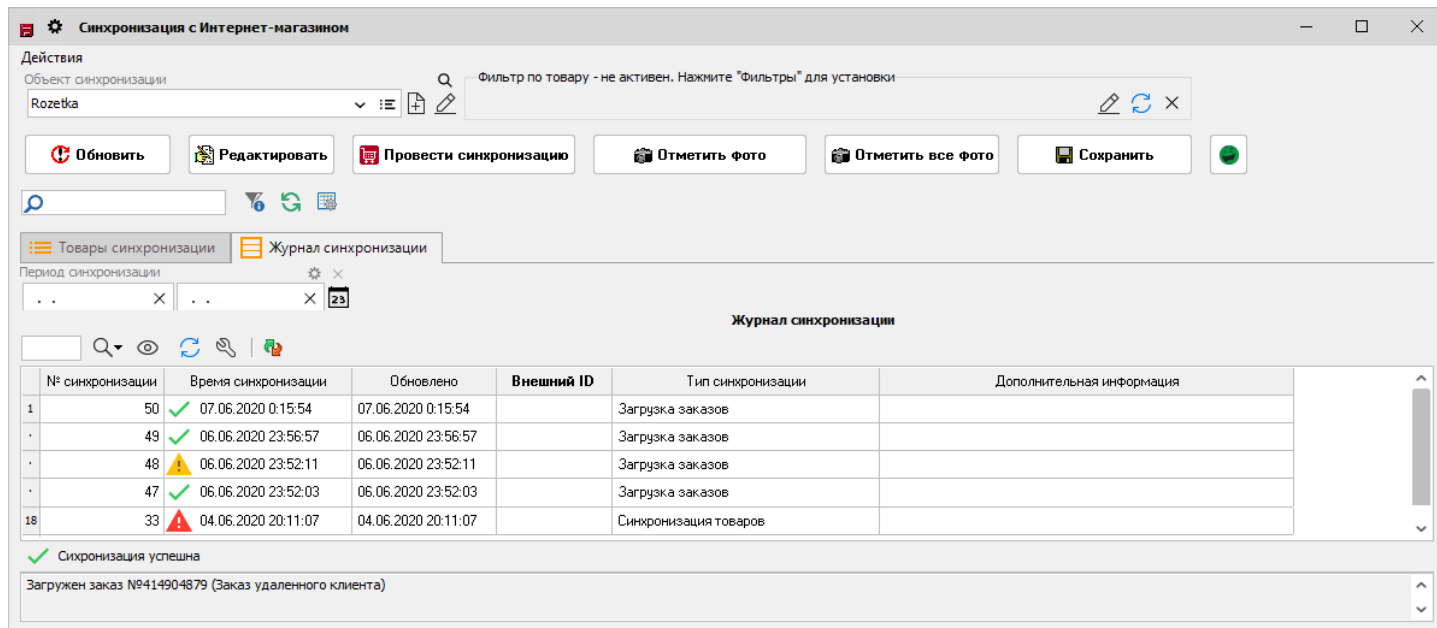 Синхронизация с Интернет-магазином
Действия
Объект синхронизации
Фильтр по товару - не активен. Нажмите "Фильтры" для установки
Rozetka
Обновить Редактировать Провести синхронизацию Отметить фото Отметить все фото Сохранить
Товары синхронизации Журнал синхронизации
Период синхронизации
. . . . 23
Журнал синхронизации
№ синхронизации Время синхронизации Обновлено Внешний ID Тип синхронизации Дополнительная информация
1 50 07.06.2020 0:15:54 07.06.2020 0:15:54 Загрузка заказов
· 49 06.06.2020 23:56:57 06.06.2020 23:56:57 Загрузка заказов
· 48 06.06.2020 23:52:11 06.06.2020 23:52:11 Загрузка заказов
· 47 06.06.2020 23:52:03 06.06.2020 23:52:03 Загрузка заказов
18 33 04.06.2020 20:11:07 04.06.2020 20:11:07 Синхронизация товаров
Сихронизация успешна
Загружен заказ №414904879 (Заказ удаленного клиента)